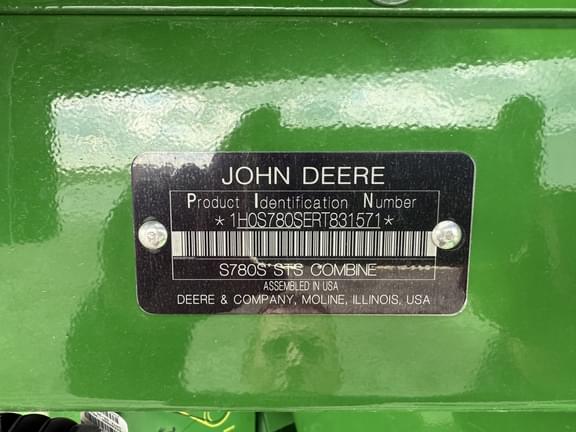 JOHN DEERE
Product Identification Number
*1H0S780SERT831571*
S780S STS COMBINE
ASSEMBLED IN USA
DEERE & COMPANY, MOLINE, ILLINOIS, USA